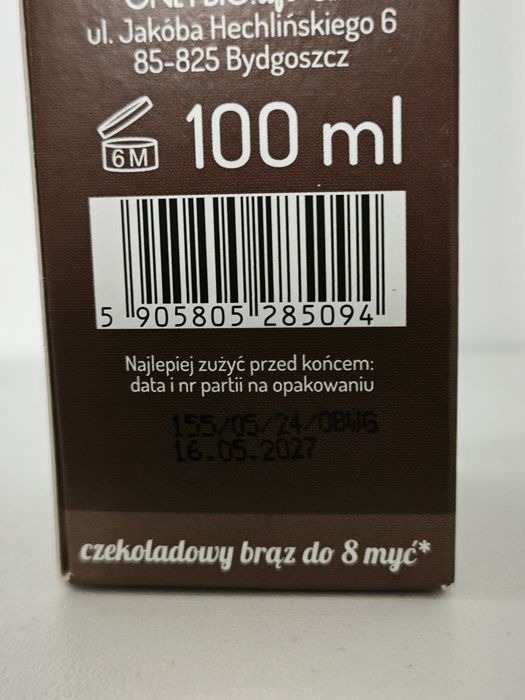 ul. Jakóba Hechlińskiego 6
85-825 Bydgoszcz
6M
100 ml
5 905805 285094
Najlepiej zużyć przed końcem:
data i nr partii na opakowaniu
155/05/24/OBWG
16.05.2027
czekoladowy brąz do 8 myć*